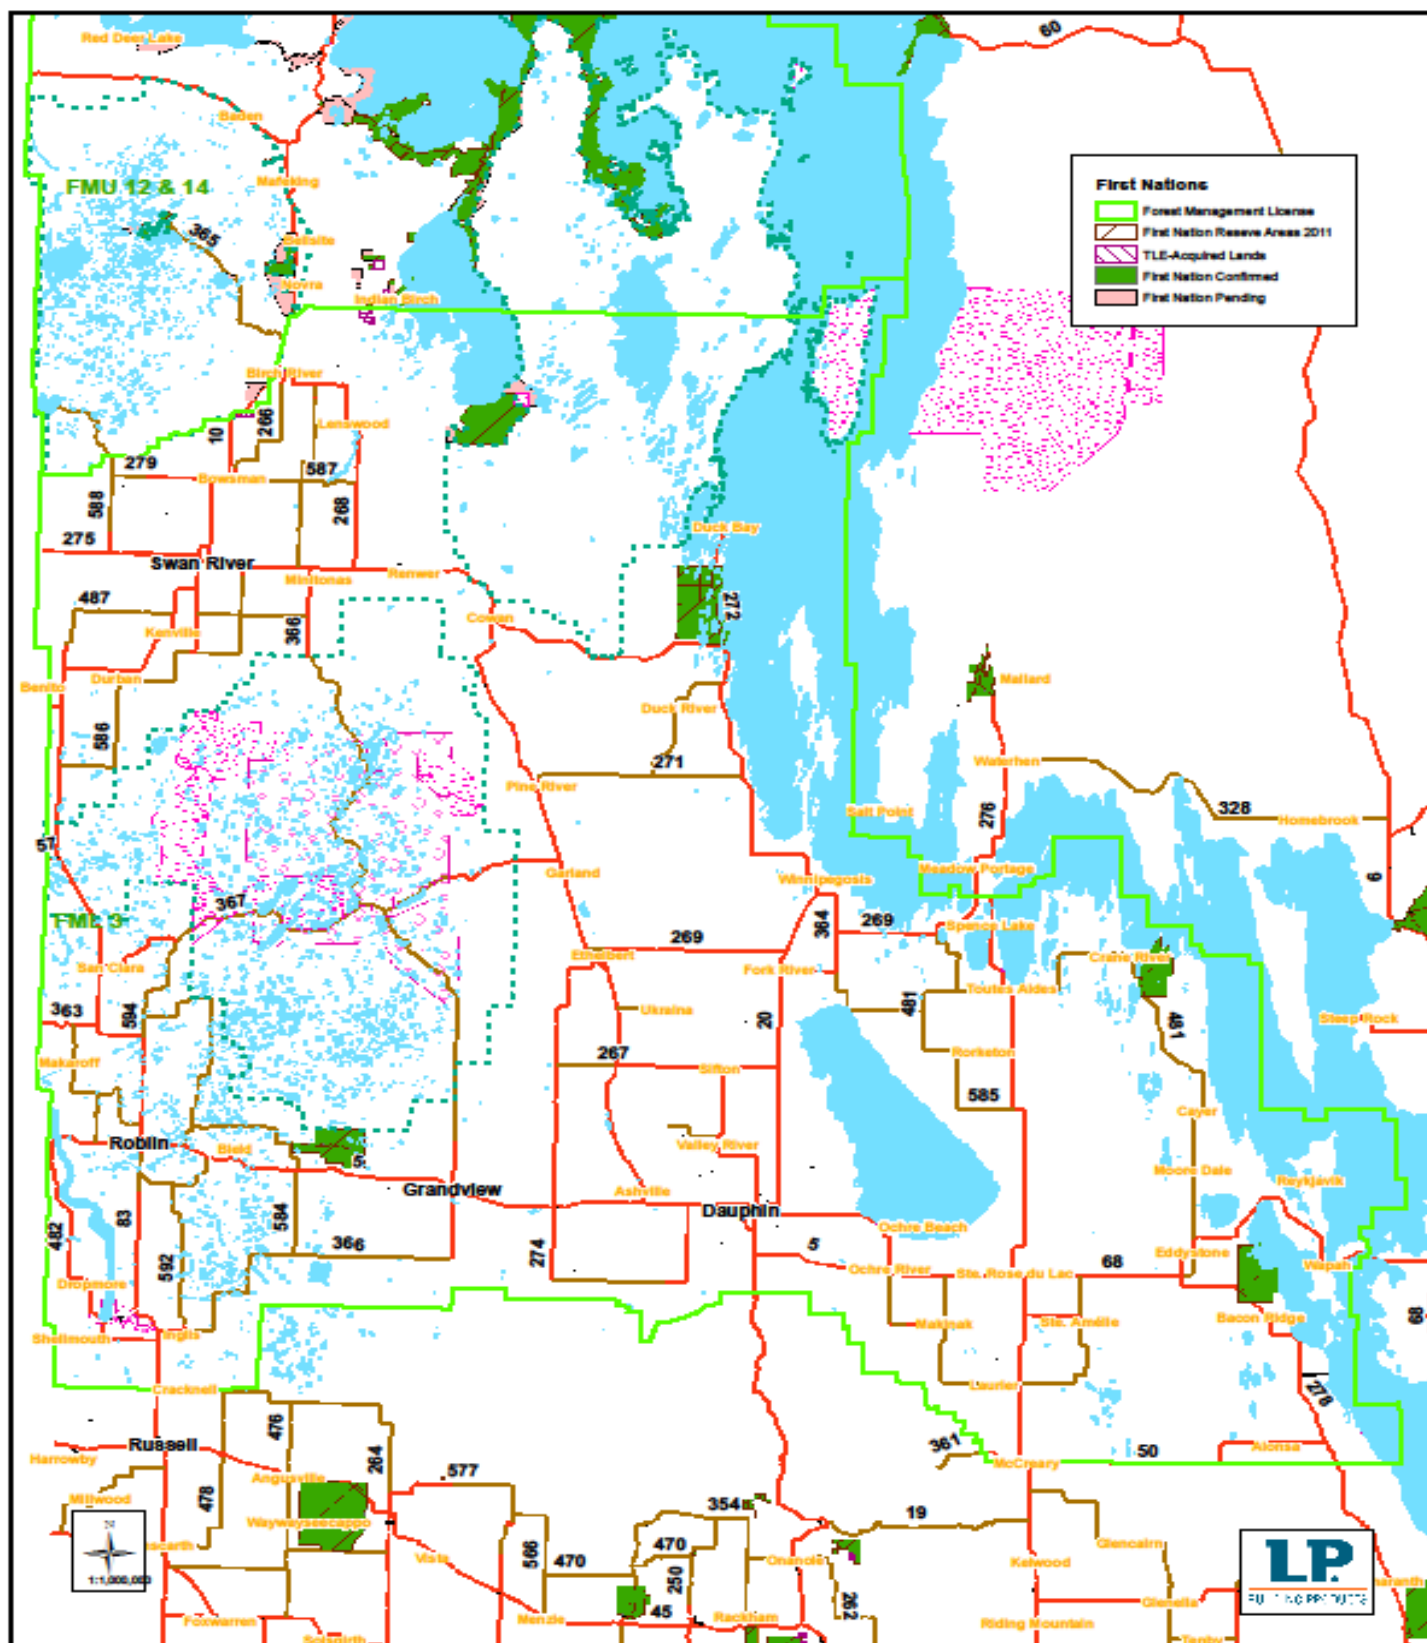 60
Red Deer Lake
Baden
First Nations
Forest Management License
First Nation Reseve Areas 2011
TLE-Acquired Lands
First Nation Confirmed
First Nation Pending
FMU 12 & 14
Mafeking
365
Bellsite
Novra
Indian Birch
Birch River
266
10
Lenswood
279
587
Bowsman
588
268
Duck Bay
275
Swan River
Minitonas
Renwer
487
272
Cowan
366
Kenville
Durban
Mallard
Benito
Duck River
586
Waterhen
271
Pine River
328
Salt Point
276
Homebrook
57
Garland
Meadow Portage
6
Winnipegosis
367
FML 3
364
269
Spence Lake
269
Ethelbert
Crane River
San Clara
Fork River
Toutes Aides
363
594
Ukraina
20
481
481
Steep Rock
Makaroff
267
Rorketon
Sifton
585
Cayer
Roblin
Bield
Valley River
5
Moore Dale
Reykjavik
Grandview
Ashville
Dauphin
83
584
482
Ochre Beach
366
274
5
Eddystone
592
68
Wapah
Ochre River
Ste. Rose du Lac
Dropmore
68
Bacon Ridge
Makinak
Ste. Amélie
Shellmouth
Inglis
Laurier
Cracknell
278
476
Russell
361
50
Alonsa
Harrowby
264
McCreary
577
Angusville
Millwood
478
354
19
Waywayseecappo
N
scarth
1:1,000,000
Vista
566
470
470
250
Onanole
Kelwood
Glencairn
LP
BUILDING PRODUCTS
262
45
Menzie
Rackham
Glenella
Foxwarren
Riding Mountain
Solsgirth
Tanby